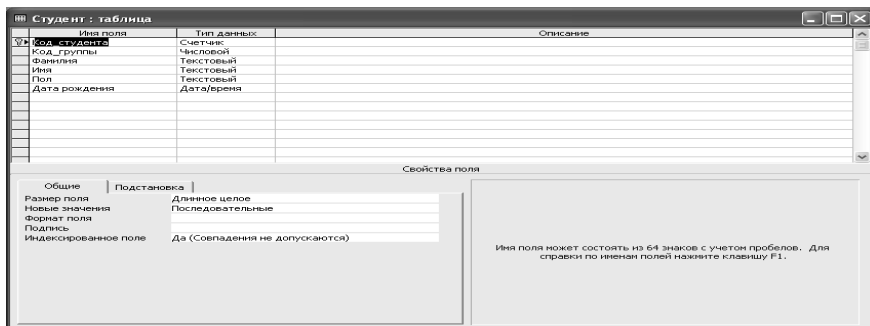 Студент : таблица
Имя поля Тип данных Описание
Код_студента Счетчик
Код_группы Числовой
Фамилия Текстовый
Имя Текстовый
Пол Текстовый
Дата рождения Дата/время
Свойства поля
Общие Подстановка
Размер поля Длинное целое
Новые значения Последовательные
Формат поля
Подпись
Индексированное поле Да (Совпадения не допускаются)
Имя поля может состоять из 64 знаков с учетом пробелов. Для
справки по именам полей нажмите клавишу F1.